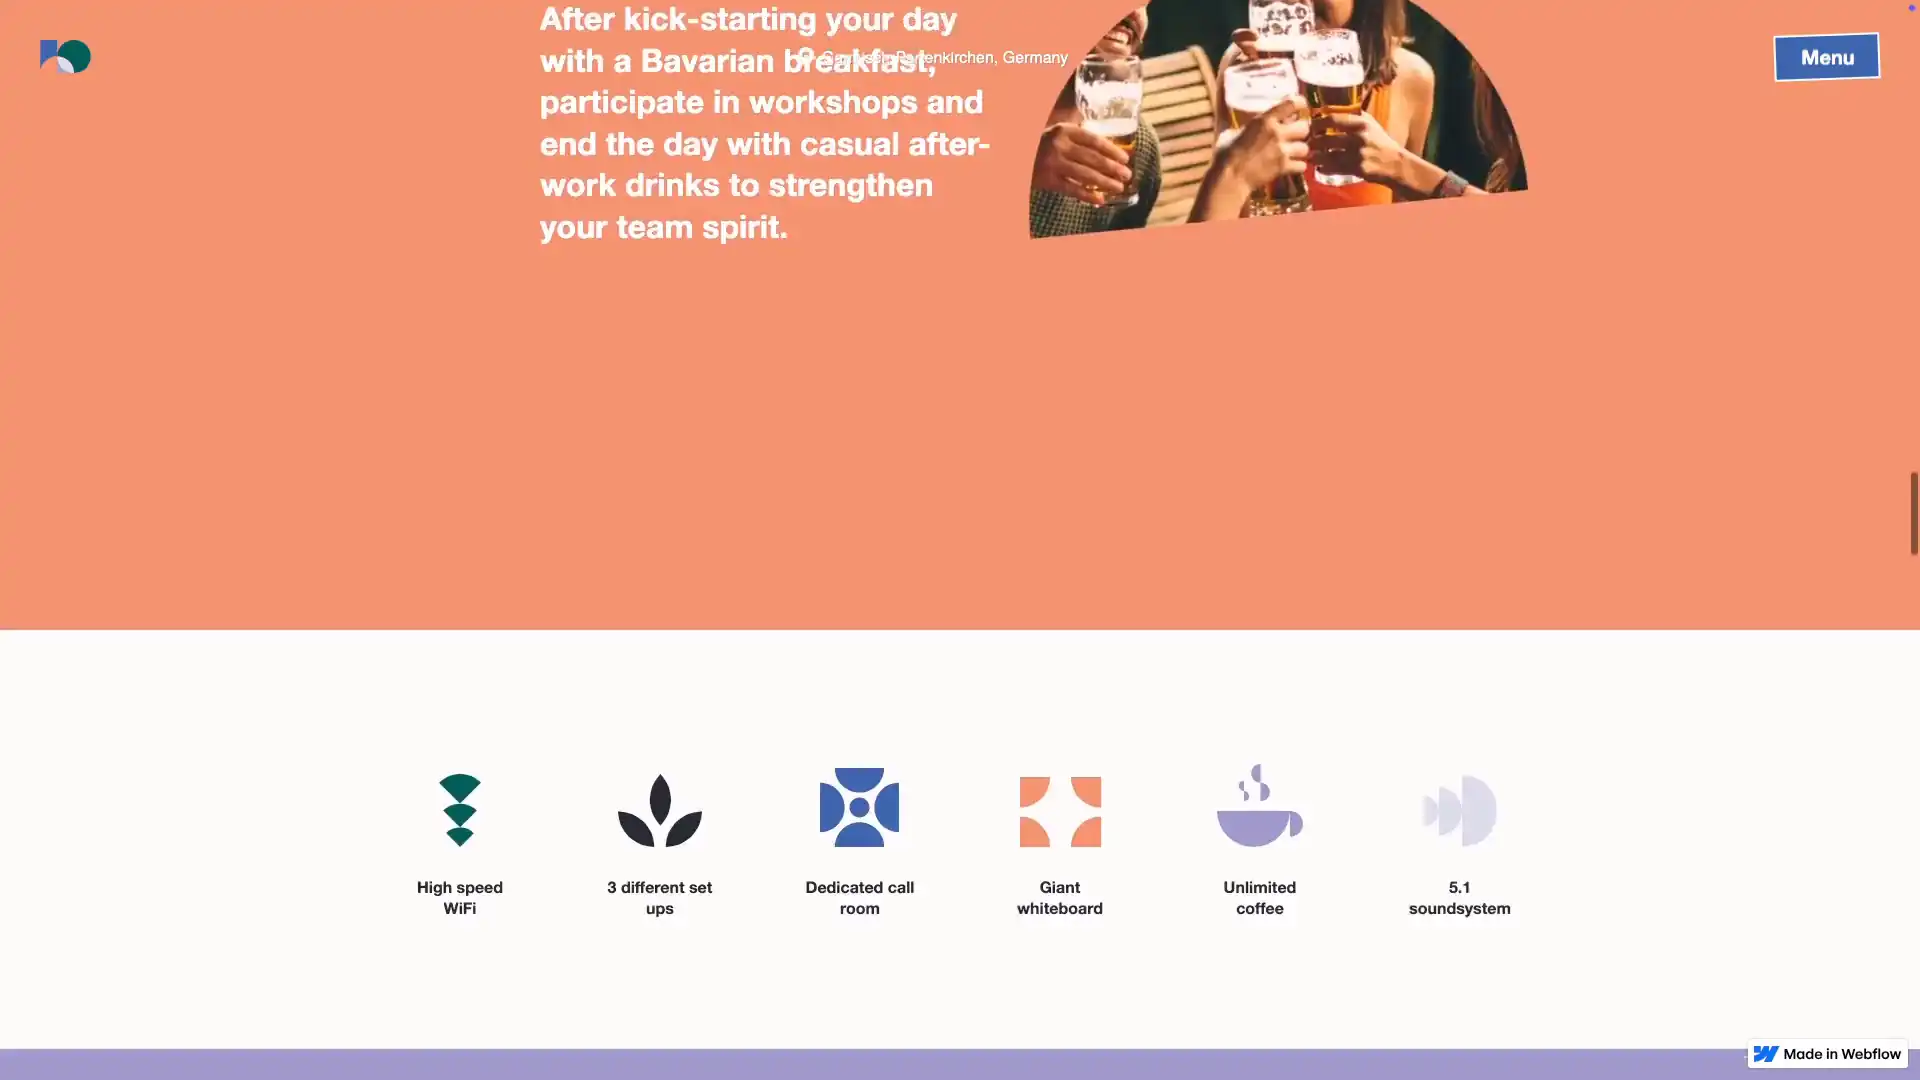 After kick-starting your day
with a Bavarian breakfast,
participate in workshops and
end the day with casual after-
work drinks to strengthen
your team spirit.
Germany
Menu
High speed
WiFi
3 different set
ups
Dedicated call
room
Giant
whiteboard
Unlimited
coffee
5.1
soundsystem
Made in Webflow